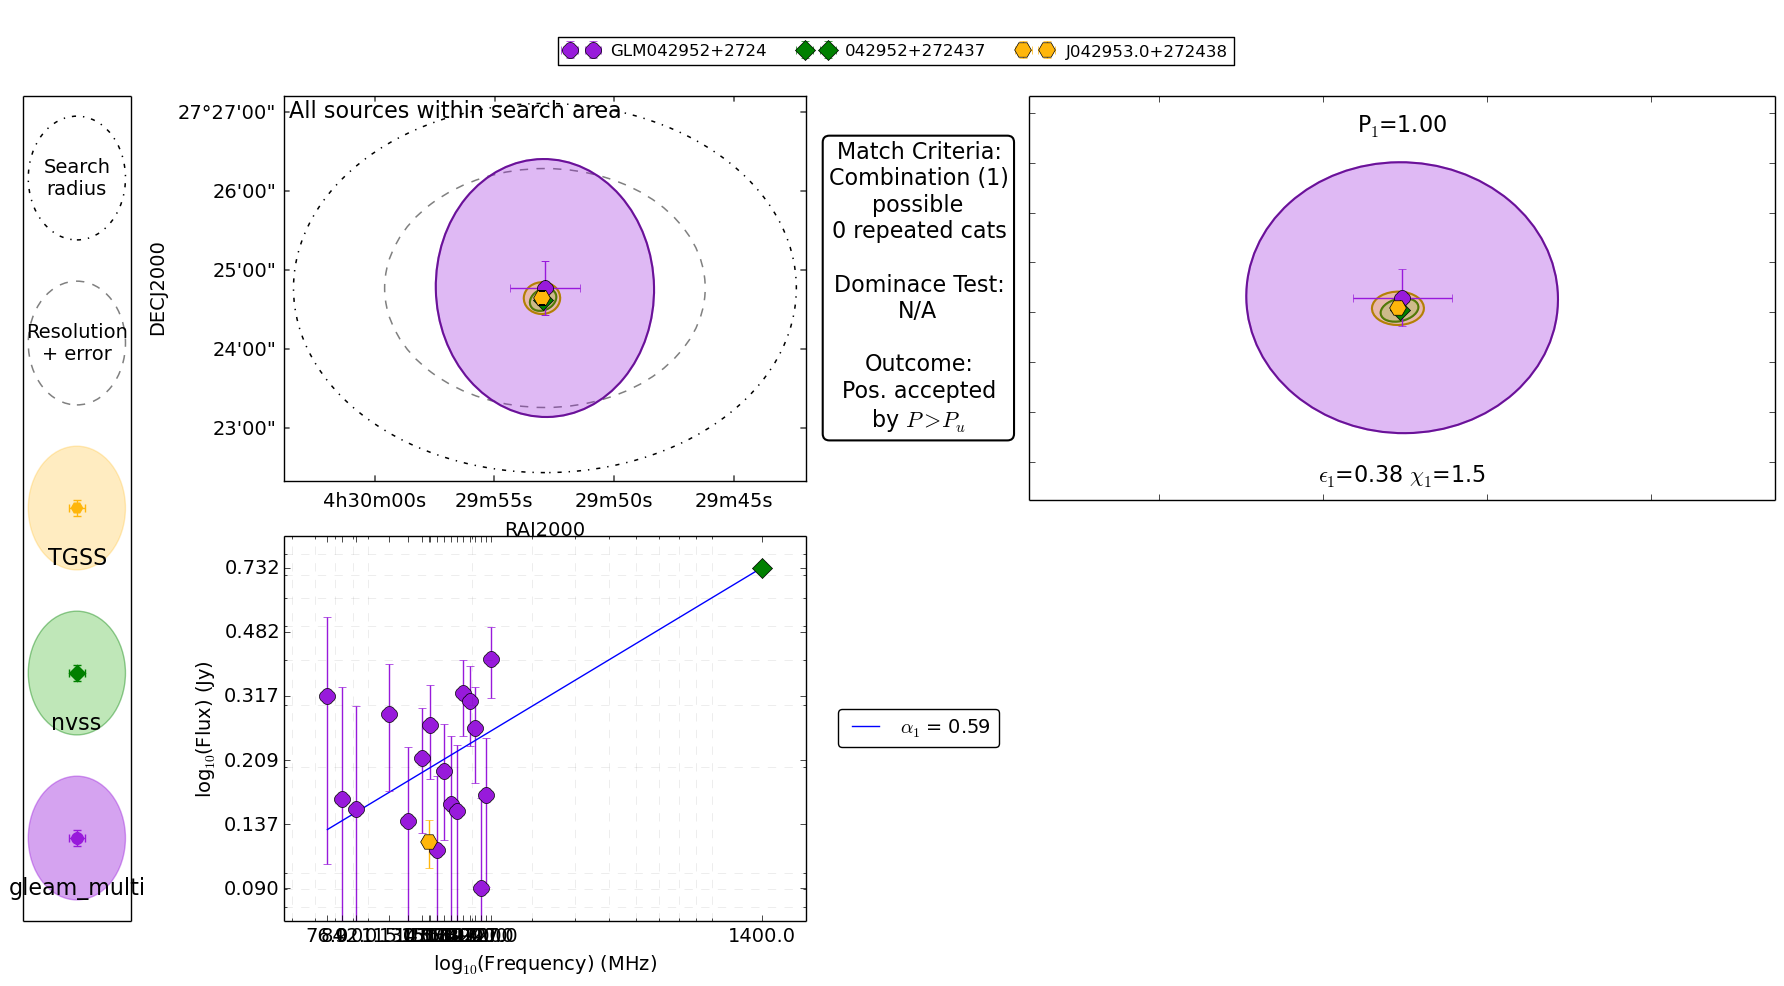 GLM042952+2724 042952+272437 J042953.0+272438
Search
radius
Resolution
+ error
TGSS
nvss
gleam_multi
All sources within search area
27°27'00"
26'00"
25'00"
24'00"
23'00"
DECJ2000
4h30m00s 29m55s 29m50s 29m45s
RAJ2000
Match Criteria:
Combination (1)
possible
0 repeated cats
Dominace Test:
N/A
Outcome:
Pos. accepted
by P>Pu
P1=1.00
ϵ1=0.38 χ1=1.5
0.732
0.482
0.317
0.209
0.137
0.090
log10(Flux) (Jy)
1400.0
log10(Frequency) (MHz)
α1 = 0.59